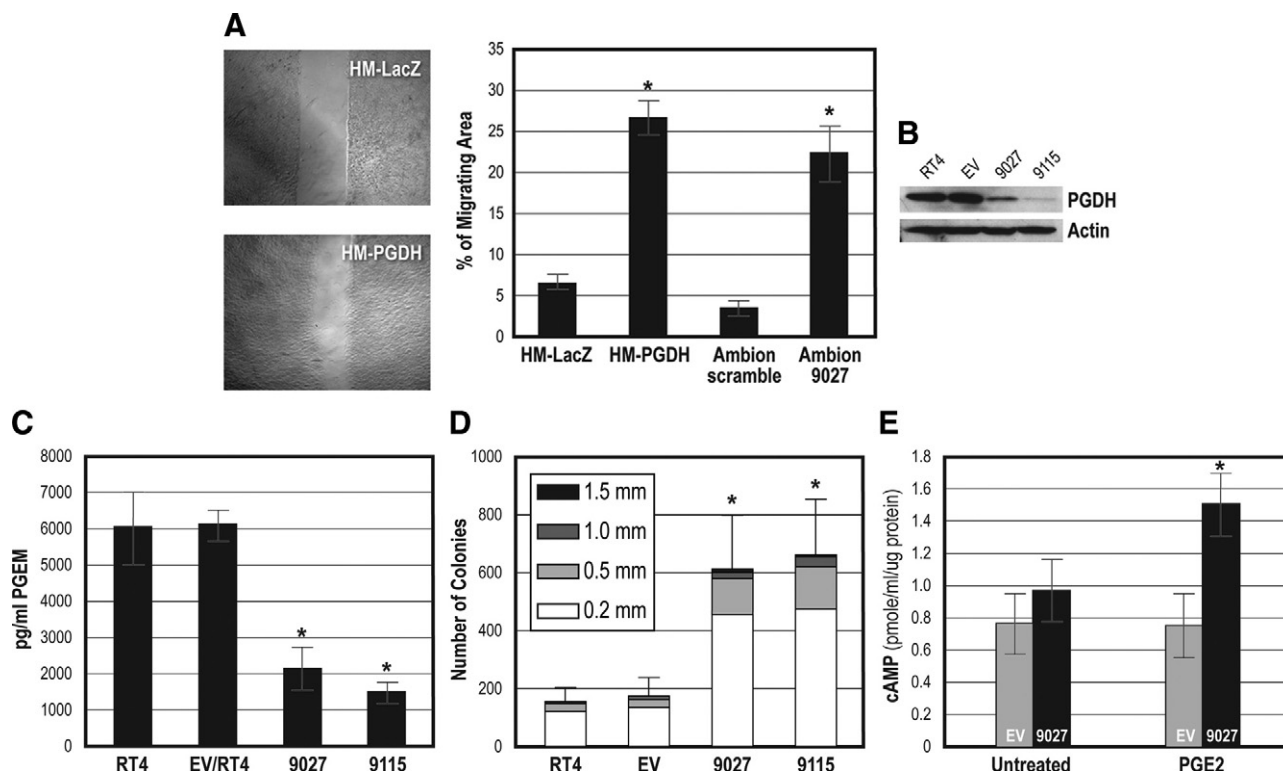 A
HM-LacZ
HM-PGDH
% of Migrating Area
40
35
30
25
20
15
10
5
0
*
*
HM-LacZ HM-PGDH Ambion scramble Ambion 9027
B
RT4 EV 9027 9115
PGDH
Actin
C
pg/ml PGEM
8000
7000
6000
5000
4000
3000
2000
1000
0
*
*
RT4 EV/RT4 9027 9115
D
Number of Colonies
1000
800
600
400
200
0
1.5 mm
1.0 mm
0.5 mm
0.2 mm
*
*
RT4 EV 9027 9115
E
cAMP (pmole/ml/ug protein)
1.8
1.6
1.4
1.2
1.0
0.8
0.6
0.4
0.2
0
*
EV 9027 EV 9027
Untreated PGE2